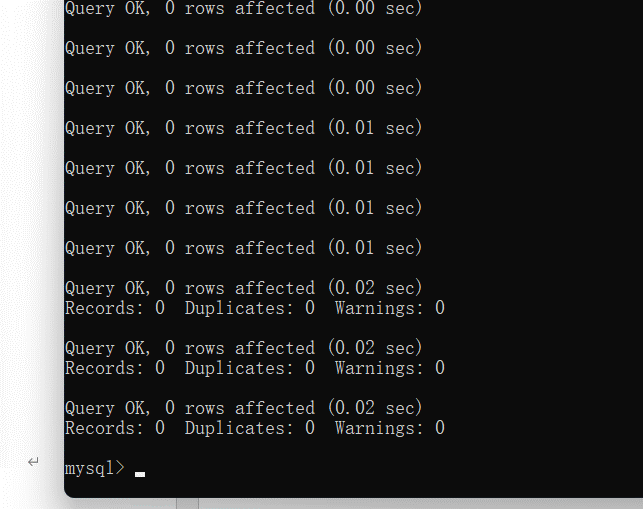 Query OK, 0 rows affected (0.00 sec)
Query OK, 0 rows affected (0.00 sec)
Query OK, 0 rows affected (0.00 sec)
Query OK, 0 rows affected (0.01 sec)
Query OK, 0 rows affected (0.01 sec)
Query OK, 0 rows affected (0.01 sec)
Query OK, 0 rows affected (0.01 sec)
Query OK, 0 rows affected (0.02 sec)
Records: 0  Duplicates: 0  Warnings: 0
Query OK, 0 rows affected (0.02 sec)
Records: 0  Duplicates: 0  Warnings: 0
Query OK, 0 rows affected (0.02 sec)
Records: 0  Duplicates: 0  Warnings: 0
mysql>